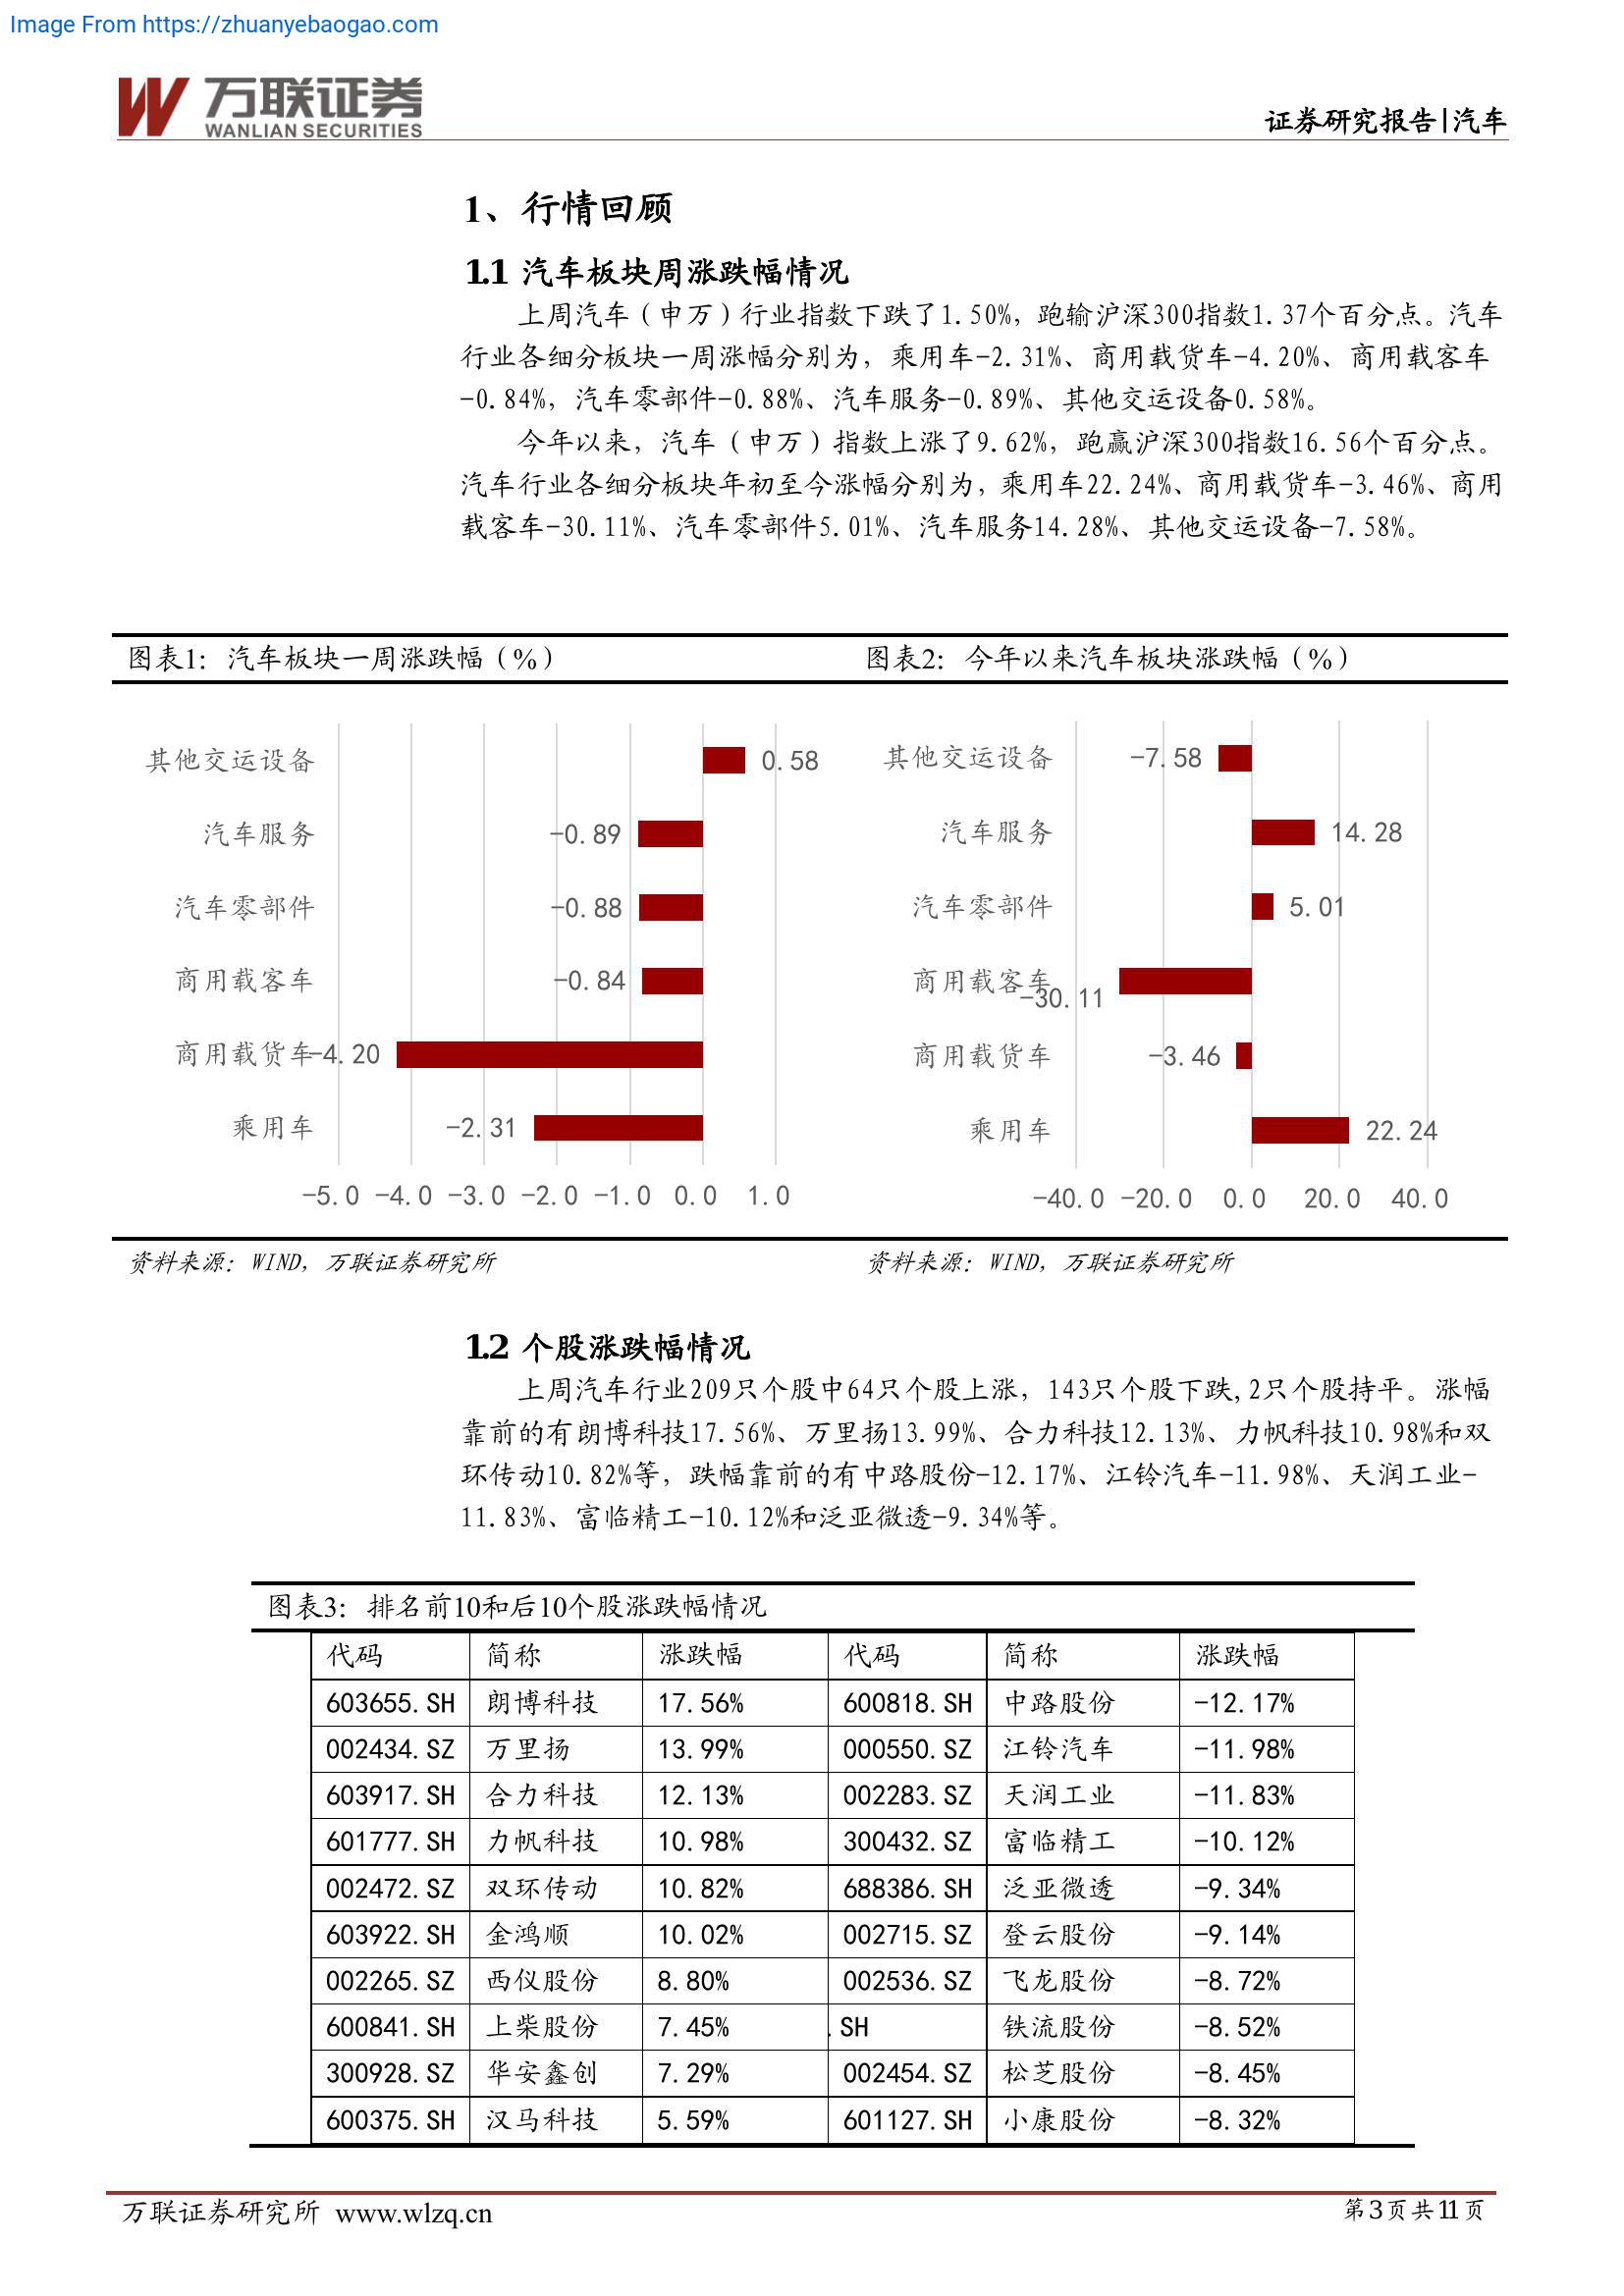 Image From https://zhuanyebaogao.com
万联证券
WANLIAN SECURITIES
证券研究报告|汽车
1、行情回顾
1.1 汽车板块周涨跌幅情况
上周汽车（申万）行业指数下跌了1.50%，跑输沪深300指数1.37个百分点。汽车
行业各细分板块一周涨幅分别为，乘用车-2.31%、商用载货车-4.20%、商用载客车
-0.84%，汽车零部件-0.88%、汽车服务-0.89%、其他交运设备0.58%。
今年以来，汽车（申万）指数上涨了9.62%，跑赢沪深300指数16.56个百分点。
汽车行业各细分板块年初至今涨幅分别为，乘用车22.24%、商用载货车-3.46%、商用
载客车-30.11%、汽车零部件5.01%、汽车服务14.28%、其他交运设备-7.58%。
图表1：汽车板块一周涨跌幅（%）
其他交运设备 0.58
汽车服务 -0.89
汽车零部件 -0.88
商用载客车 -0.84
商用载货车 -4.20
乘用车 -2.31
-5.0 -4.0 -3.0 -2.0 -1.0 0.0 1.0
资料来源：WIND，万联证券研究所
图表2：今年以来汽车板块涨跌幅（%）
其他交运设备 -7.58
汽车服务 14.28
汽车零部件 5.01
商用载客车 -30.11
商用载货车 -3.46
乘用车 22.24
-40.0 -20.0 0.0 20.0 40.0
资料来源：WIND，万联证券研究所
1.2 个股涨跌幅情况
上周汽车行业209只个股中64只个股上涨，143只个股下跌,2只个股持平。涨幅
靠前的有朗博科技17.56%、万里扬13.99%、合力科技12.13%、力帆科技10.98%和双
环传动10.82%等，跌幅靠前的有中路股份-12.17%、江铃汽车-11.98%、天润工业-
11.83%、富临精工-10.12%和泛亚微透-9.34%等。
图表3：排名前10和后10个股涨跌幅情况
代码 简称 涨跌幅 代码 简称 涨跌幅
603655.SH 朗博科技 17.56% 600818.SH 中路股份 -12.17%
002434.SZ 万里扬 13.99% 000550.SZ 江铃汽车 -11.98%
603917.SH 合力科技 12.13% 002283.SZ 天润工业 -11.83%
601777.SH 力帆科技 10.98% 300432.SZ 富临精工 -10.12%
002472.SZ 双环传动 10.82% 688386.SH 泛亚微透 -9.34%
603922.SH 金鸿顺 10.02% 002715.SZ 登云股份 -9.14%
002265.SZ 西仪股份 8.80% 002536.SZ 飞龙股份 -8.72%
600841.SH 上柴股份 7.45% .SH 铁流股份 -8.52%
300928.SZ 华安鑫创 7.29% 002454.SZ 松芝股份 -8.45%
600375.SH 汉马科技 5.59% 601127.SH 小康股份 -8.32%
万联证券研究所 www.wlzq.cn
第3页共11页